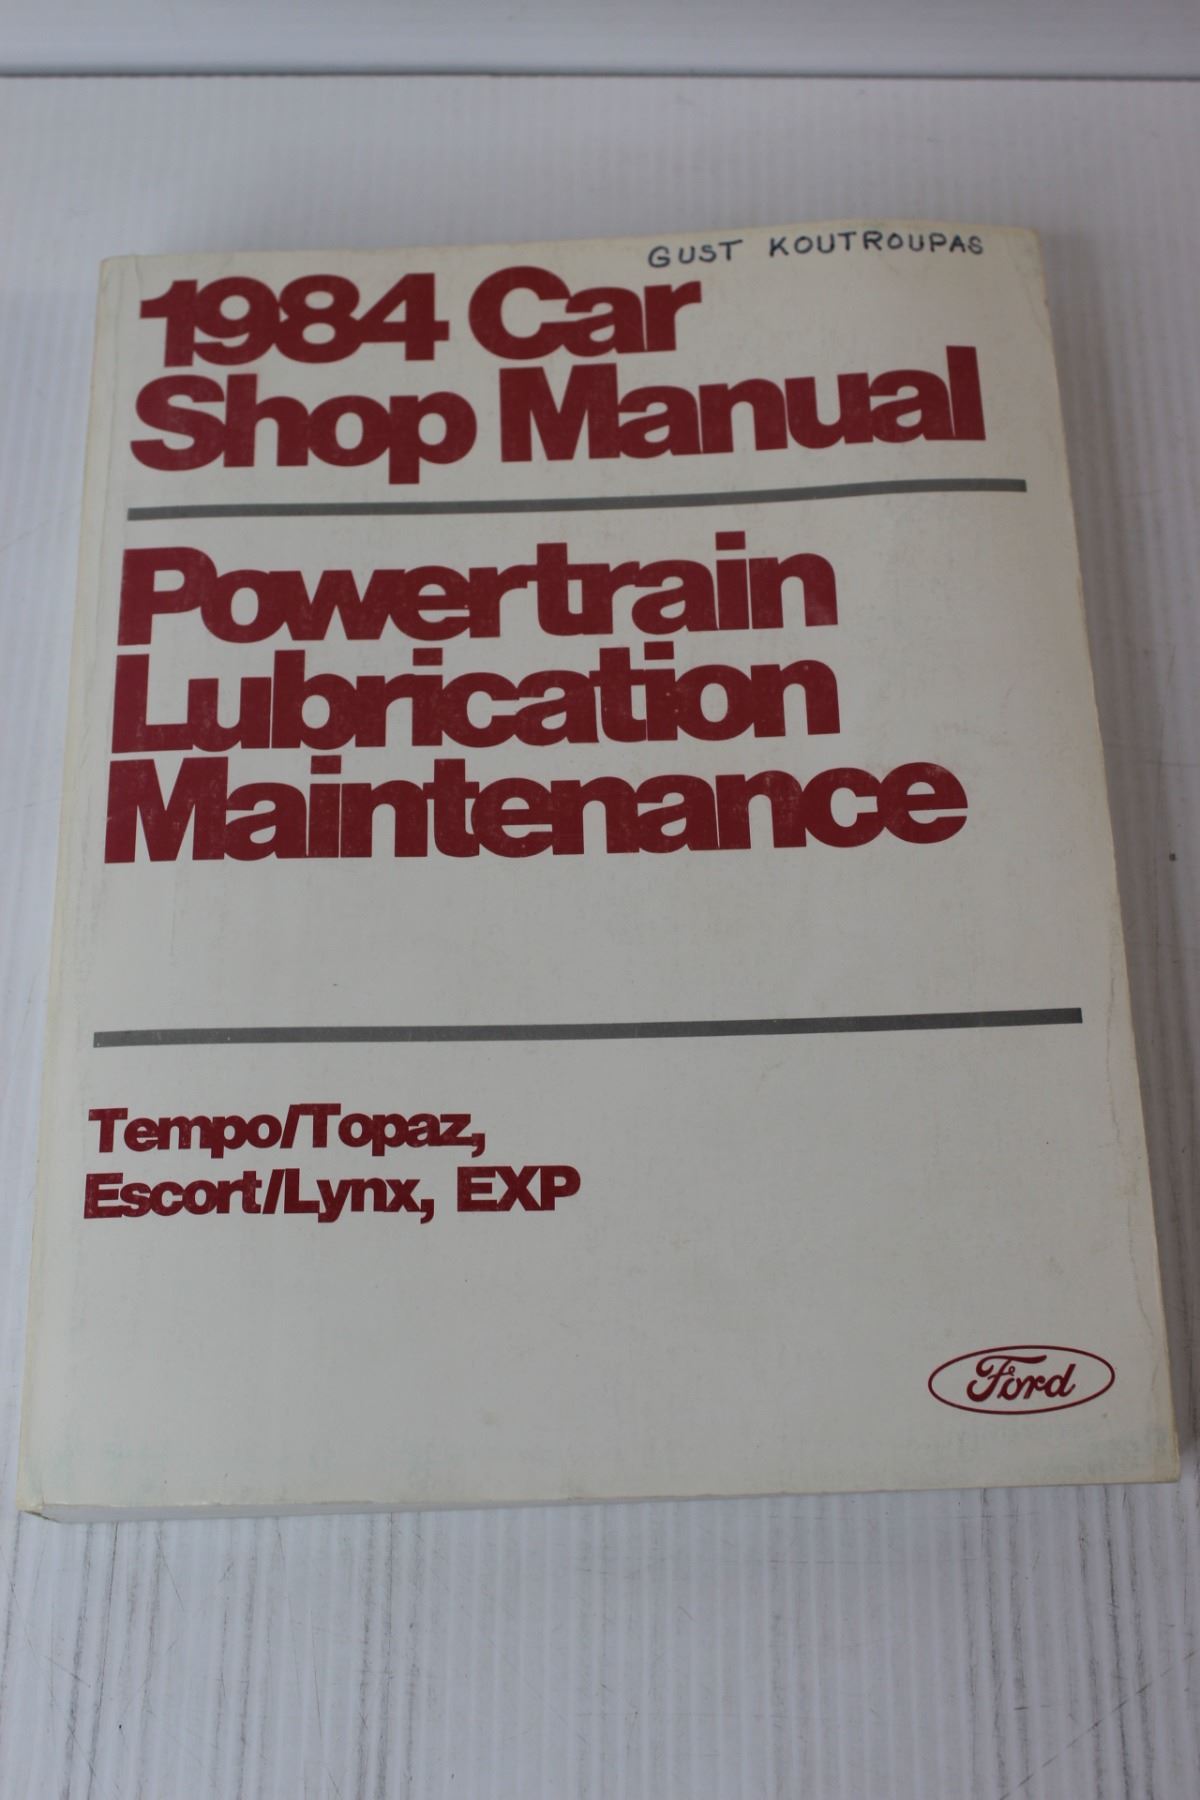 GUST KOUTROUPAS
1984 Car
Shop Manual
Powertrain
Lubrication
Maintenance
Tempo/Topaz,
Escort/Lynx, EXP
Ford